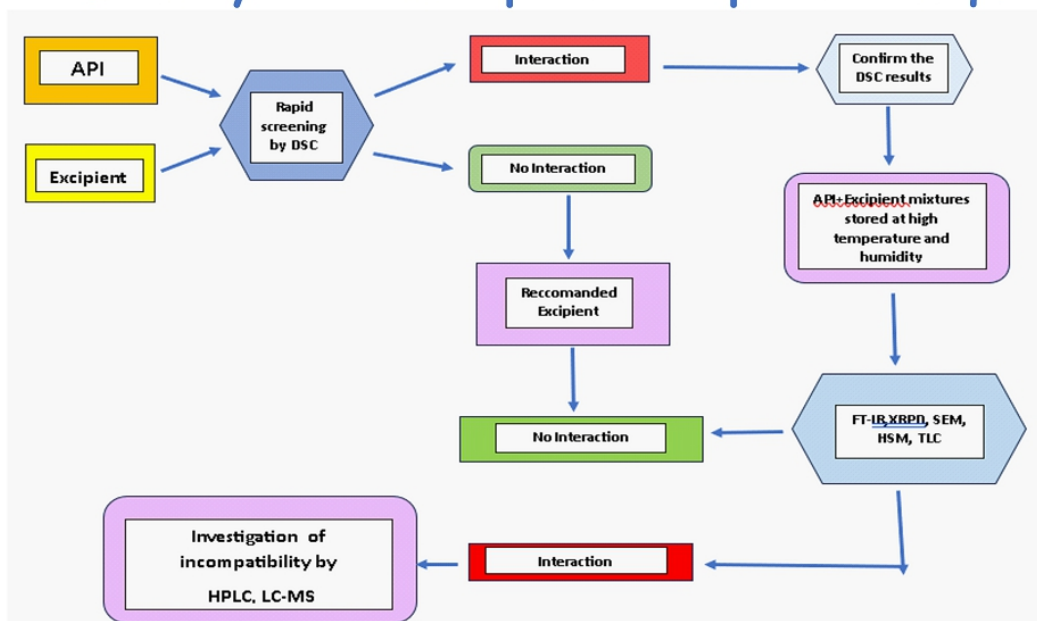 API
Interaction
Confirm the
DSC results
Rapid
screening
by DSC
Excipient
No Interaction
API+Excipient mixtures
stored at high
temperature and
humidity
Reccomanded
Excipient
FT-IR,XRPD, SEM,
HSM, TLC
No Interaction
Investigation of
incompatibility by
HPLC, LC-MS
Interaction